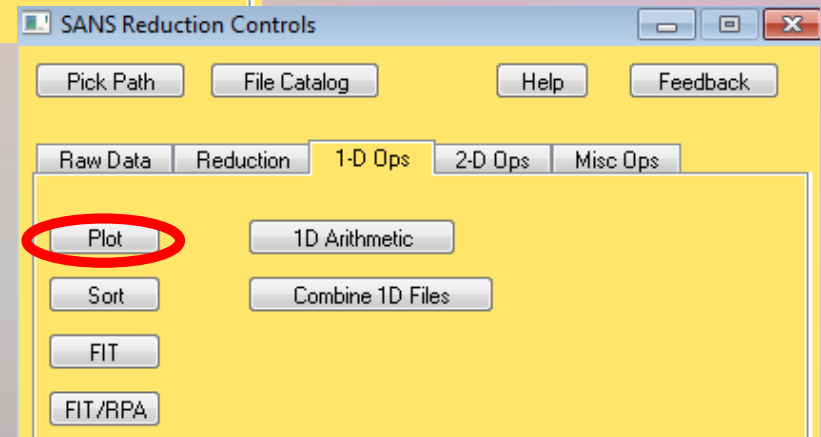 SANS Reduction Controls
Pick Path File Catalog Help Feedback
Raw Data Reduction 1-D Ops 2-D Ops Misc Ops
Plot 1D Arithmetic
Sort Combine 1D Files
FIT
FIT/RPA